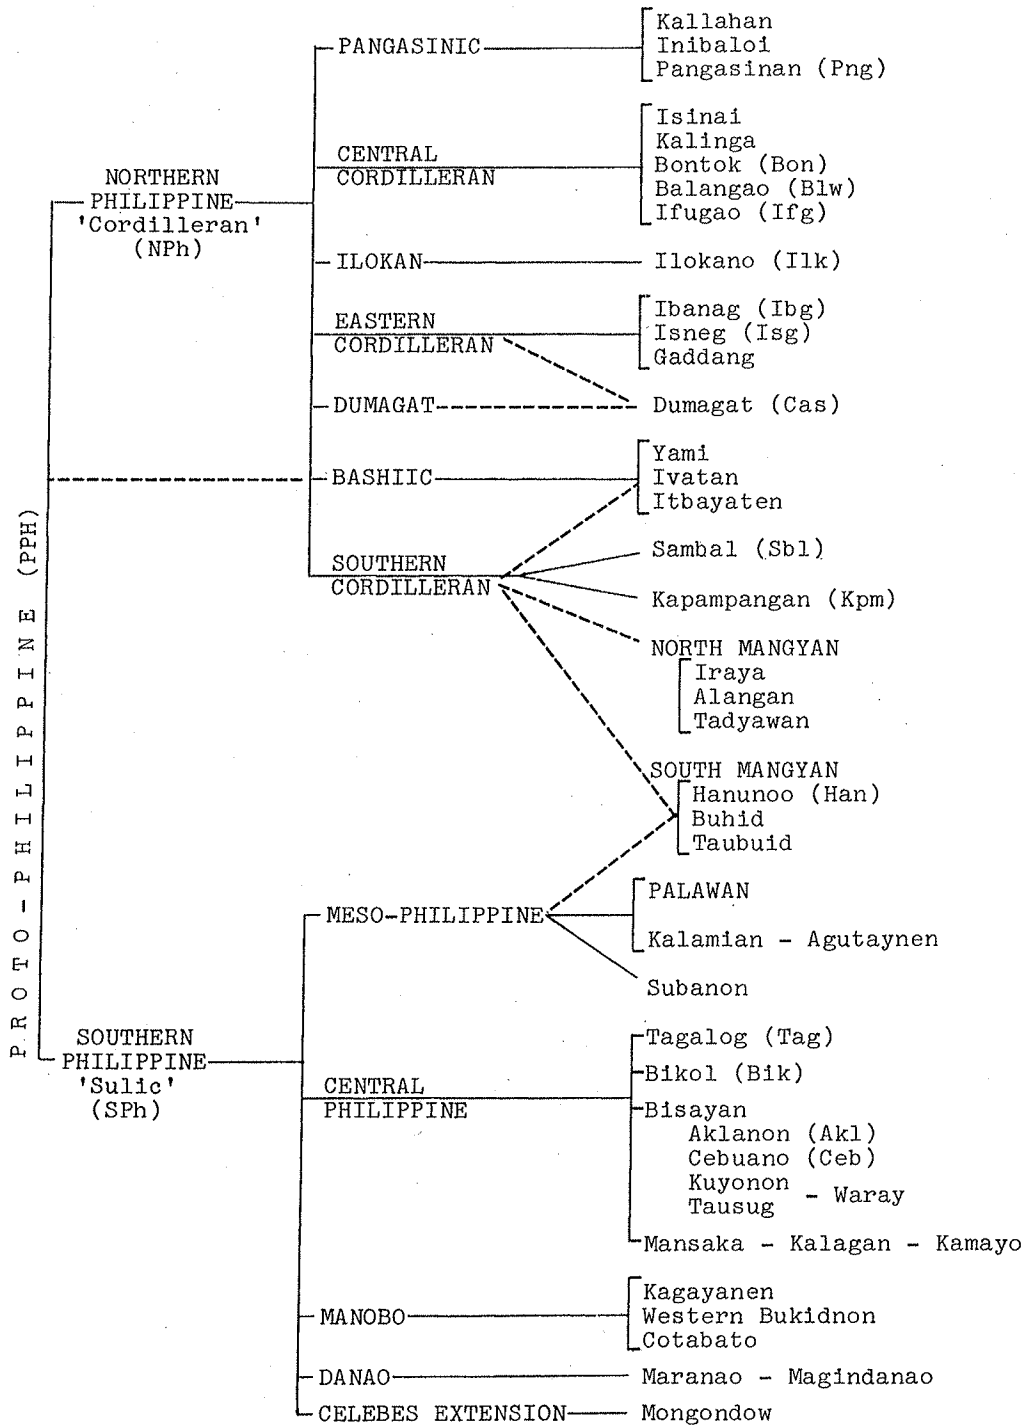 PROTO-PHILIPPINE (PPH)
NORTHERN
PHILIPPINE
'Cordilleran'
(NPh)
PANGASINIC
Kallahan
Inibaloi
Pangasinan (Png)
CENTRAL
CORDILLERAN
Isinai
Kalinga
Bontok (Bon)
Balangao (Blw)
Ifugao (Ifg)
ILOKAN
Ilokano (Ilk)
EASTERN
CORDILLERAN
Ibanag (Ibg)
Isneg (Isg)
Gaddang
DUMAGAT
Dumagat (Cas)
BASHIIC
Yami
Ivatan
Itbayaten
SOUTHERN
CORDILLERAN
Sambal (Sbl)
Kapampangan (Kpm)
NORTH MANGYAN
Iraya
Alangan
Tadyawan
SOUTH MANGYAN
Hanunoo (Han)
Buhid
Taubuid
SOUTHERN
PHILIPPINE
'Sulic'
(SPh)
MESO-PHILIPPINE
PALAWAN
Kalamian - Agutaynen
Subanon
CENTRAL
PHILIPPINE
Tagalog (Tag)
Bikol (Bik)
Bisayan
Aklanon (Akl)
Cebuano (Ceb)
Kuyonon
Tausug - Waray
Mansaka - Kalagan - Kamayo
MANOBO
Kagayanen
Western Bukidnon
Cotabato
DANAO
Maranao - Magindanao
CELEBES EXTENSION
Mongondow